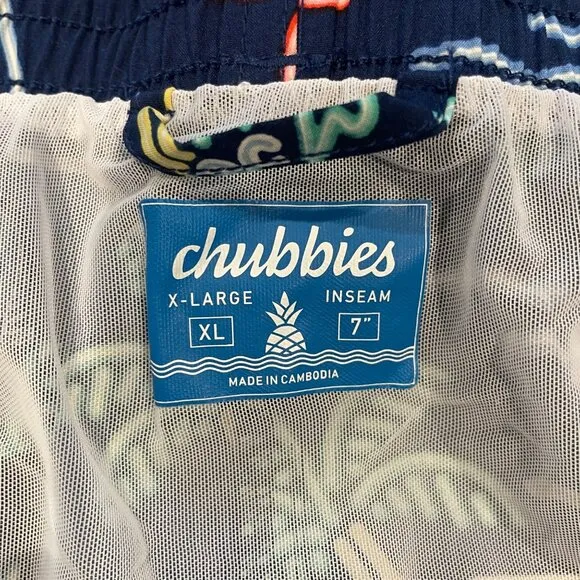 chubbies
X-LARGE INSEAM
XL 7"
MADE IN CAMBODIA